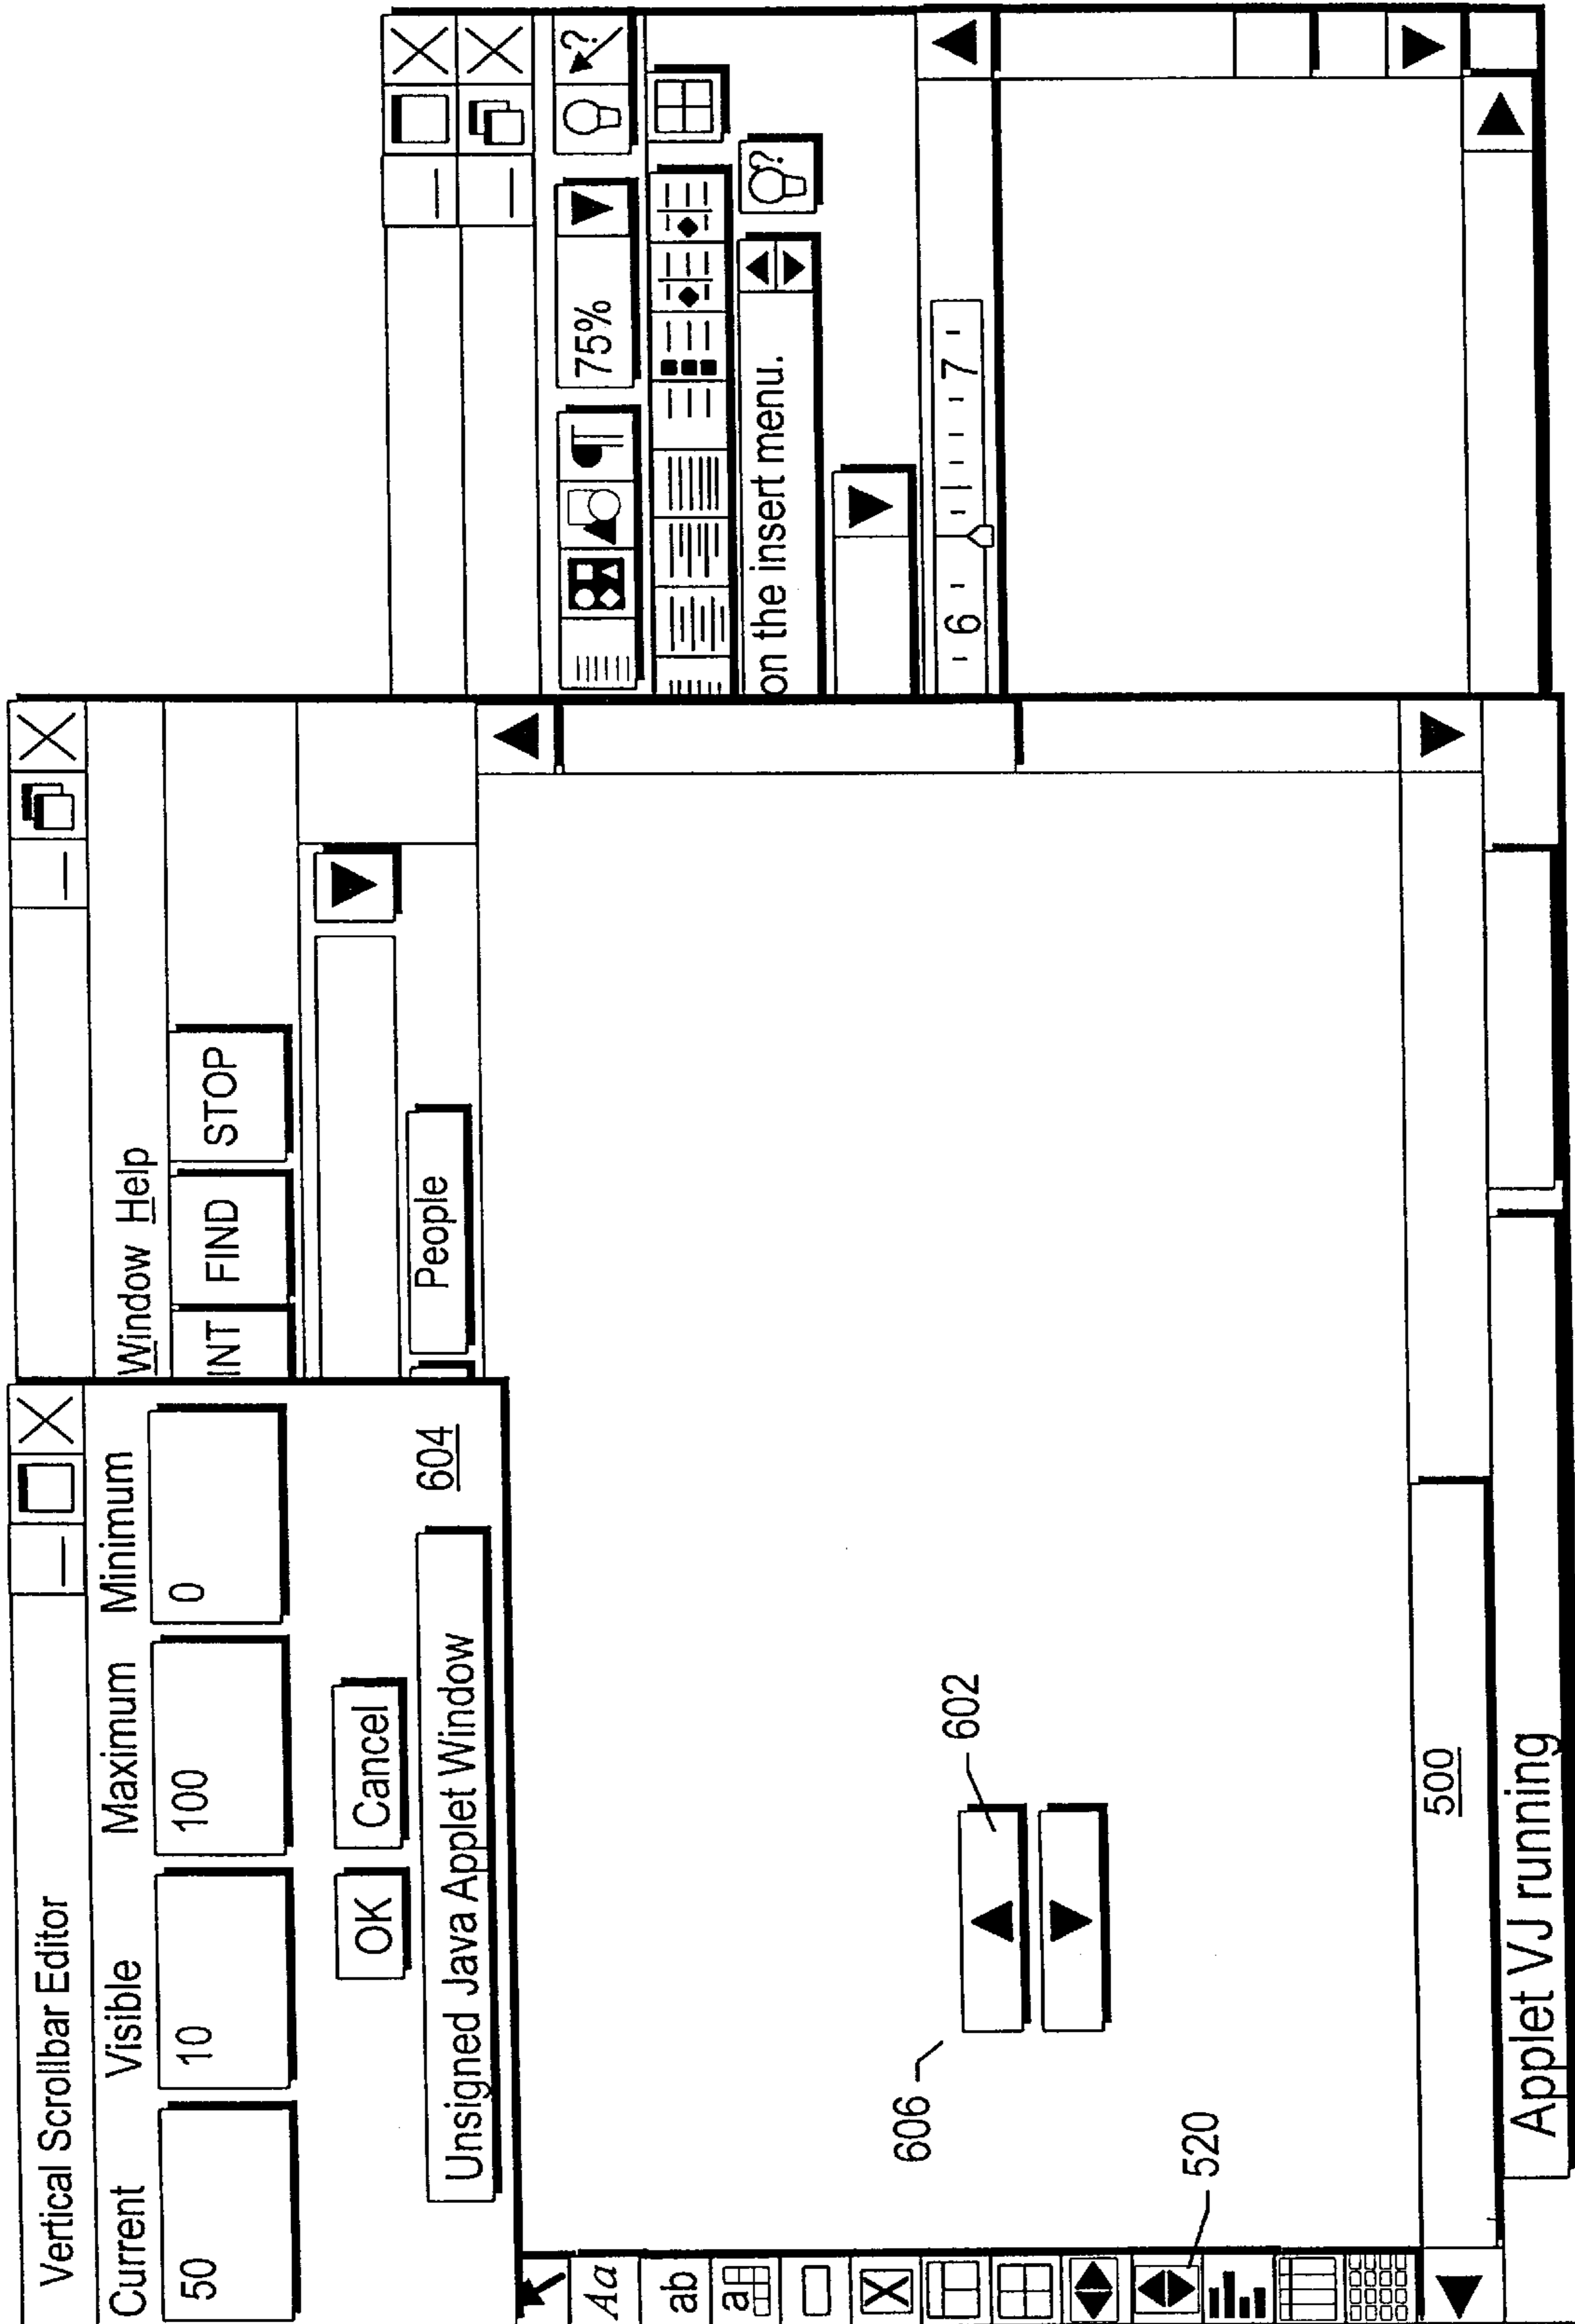 Vertical Scrollbar Editor
Current Visible Maximum Minimum
50 10 100 0
OK Cancel
Unsigned Java Applet Window 604
Window Help
INT FIND STOP
People
75%
?
?
on the insert menu.
6 7
Aa
ab
a
606
602
520
500
Applet VJ running